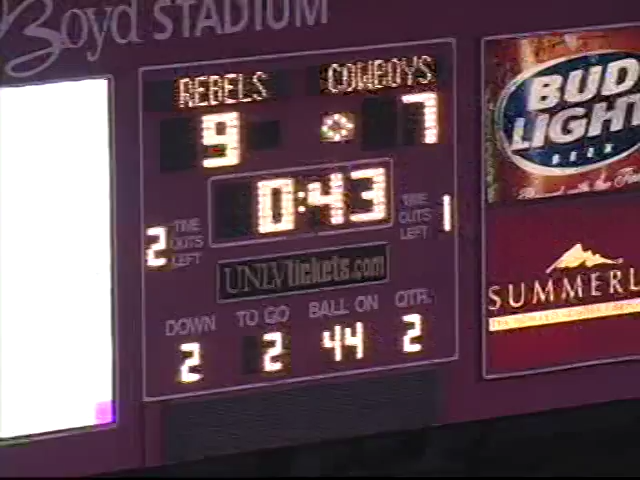 Boyd STADIUM
REBELS COWBOYS
9 7
0:43
2 TIME OUTS LEFT
TIME OUTS LEFT 1
UNLVtickets.com
DOWN TO GO BALL ON QTR.
2 2 44 2
BUD
LIGHT
BEER
SUMMERL